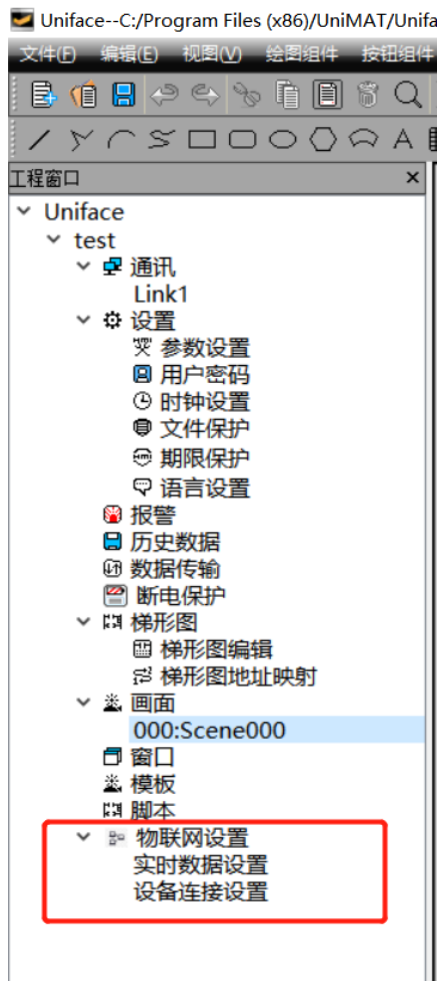 Uniface--C:/Program Files (x86)/UniMAT/Unifa
文件(F) 编辑(E) 视图(V) 绘图组件 按钮组件
A
工程窗口
Uniface
test
通讯
Link1
设置
参数设置
用户密码
时钟设置
文件保护
期限保护
语言设置
报警
历史数据
数据传输
断电保护
梯形图
梯形图编辑
梯形图地址映射
画面
000:Scene000
窗口
模板
脚本
物联网设置
实时数据设置
设备连接设置